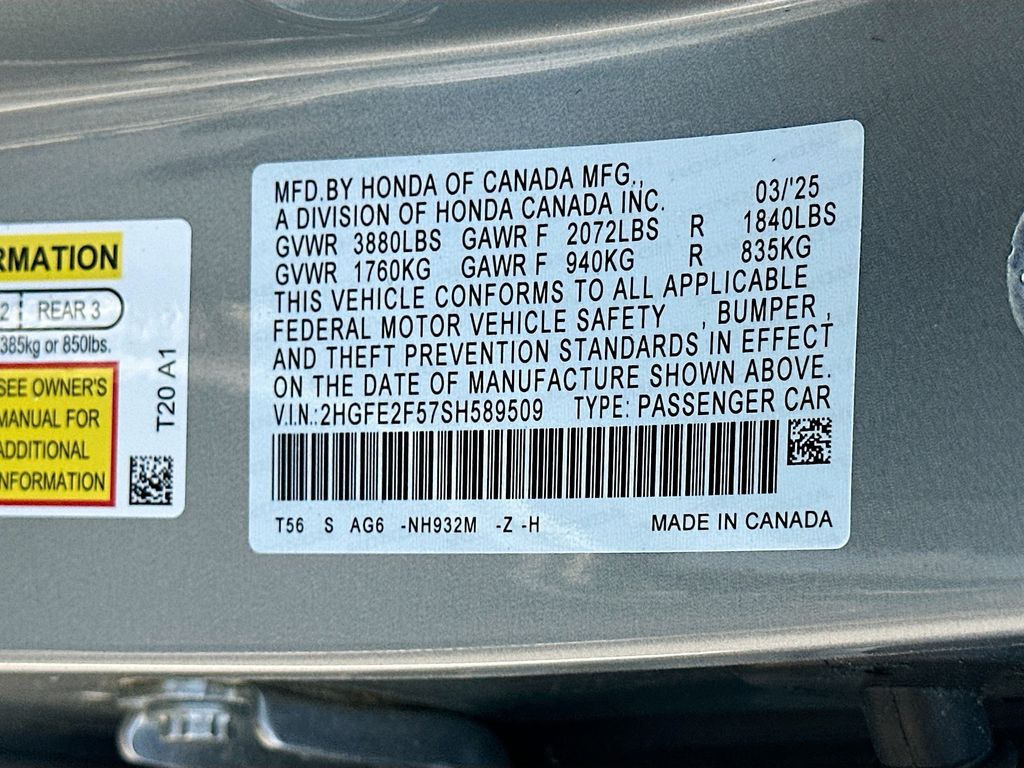 MFD.BY HONDA OF CANADA MFG.,
A DIVISION OF HONDA CANADA INC. 03/'25
GVWR 3880LBS GAWR F 2072LBS R 1840LBS
GVWR 1760KG GAWR F 940KG R 835KG
THIS VEHICLE CONFORMS TO ALL APPLICABLE
FEDERAL MOTOR VEHICLE SAFETY , BUMPER ,
AND THEFT PREVENTION STANDARDS IN EFFECT
ON THE DATE OF MANUFACTURE SHOWN ABOVE.
V.I.N.:2HGFE2F57SH589509 TYPE: PASSENGER CAR
T56 S AG6 -NH932M -Z -H MADE IN CANADA
RMATION
2 REAR 3
385kg or 850lbs.
SEE OWNER'S
MANUAL FOR
ADDITIONAL
INFORMATION
T20 A1